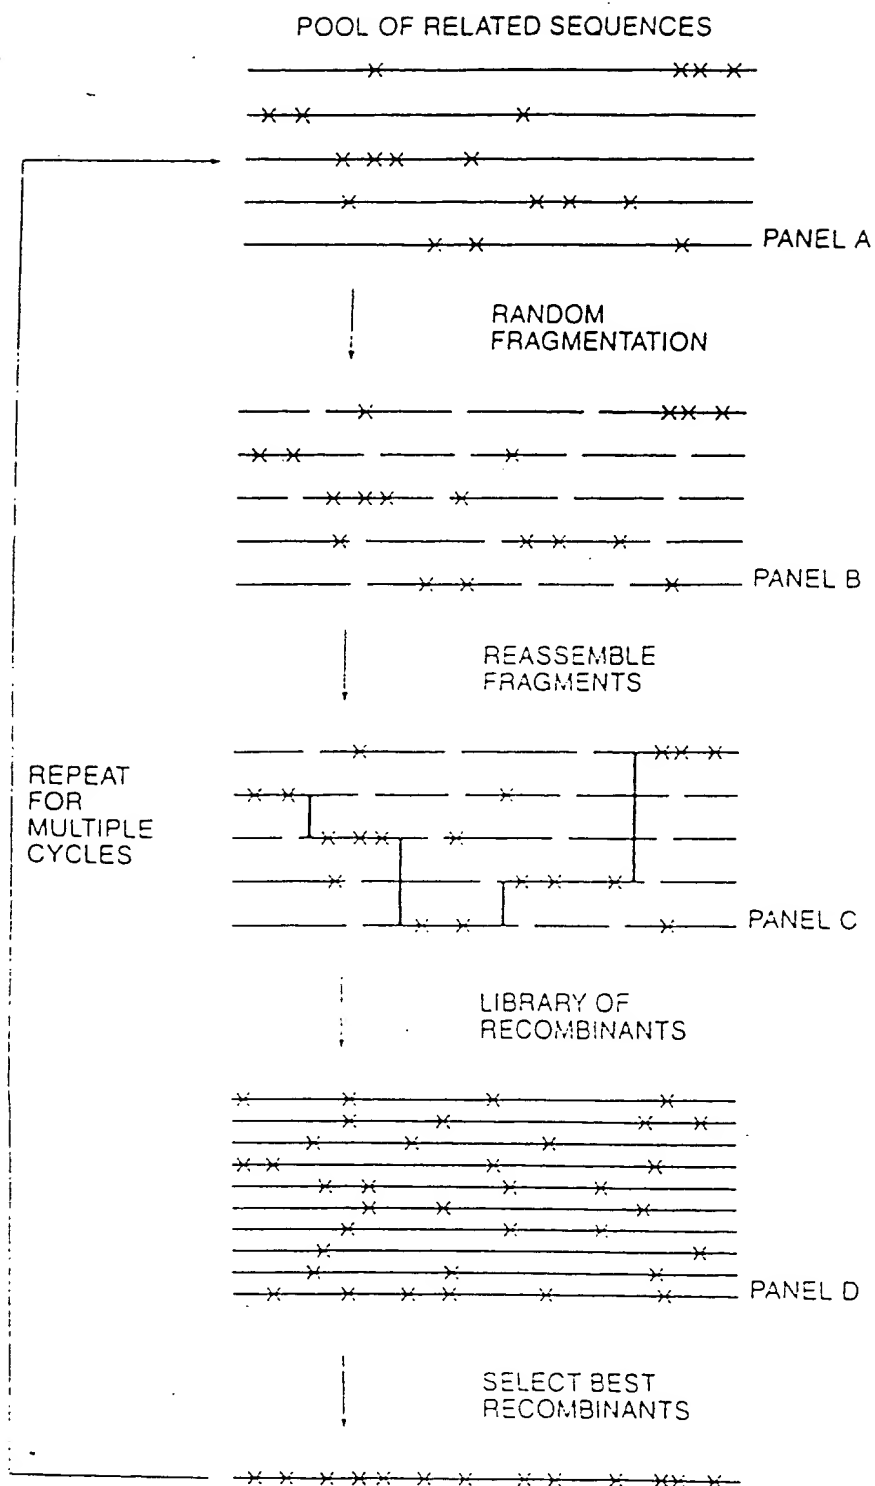 POOL OF RELATED SEQUENCES
PANEL A
RANDOM
FRAGMENTATION
PANEL B
REASSEMBLE
FRAGMENTS
REPEAT
FOR
MULTIPLE
CYCLES
PANEL C
LIBRARY OF
RECOMBINANTS
PANEL D
SELECT BEST
RECOMBINANTS